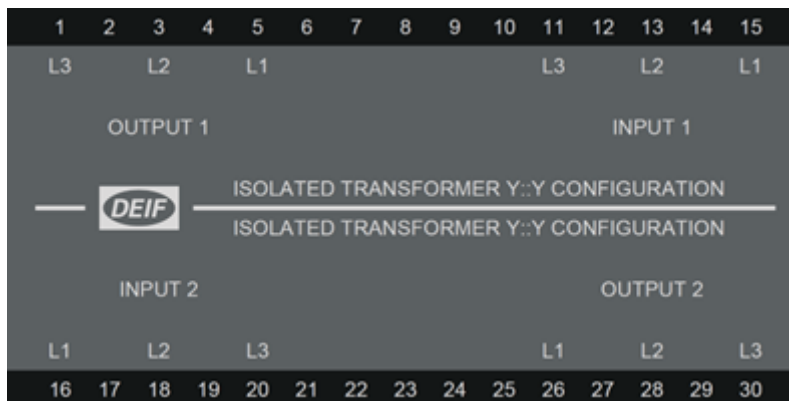 1 2 3 4 5 6 7 8 9 10 11 12 13 14 15
L3 L2 L1 L3 L2 L1
OUTPUT 1 INPUT 1
ISOLATED TRANSFORMER Y::Y CONFIGURATION
DEIF
ISOLATED TRANSFORMER Y::Y CONFIGURATION
INPUT 2 OUTPUT 2
L1 L2 L3 L1 L2 L3
16 17 18 19 20 21 22 23 24 25 26 27 28 29 30